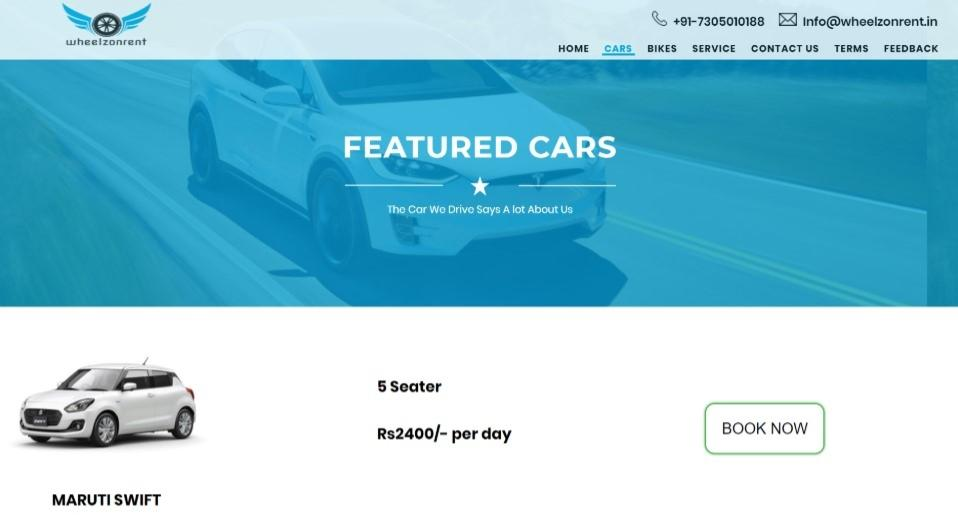 wheelzonrent
+91-7305010188 Info@wheelzonrent.in
HOME CARS BIKES SERVICE CONTACT US TERMS FEEDBACK
FEATURED CARS
The Car We Drive Says A lot About Us
5 Seater
Rs2400/- per day
BOOK NOW
MARUTI SWIFT